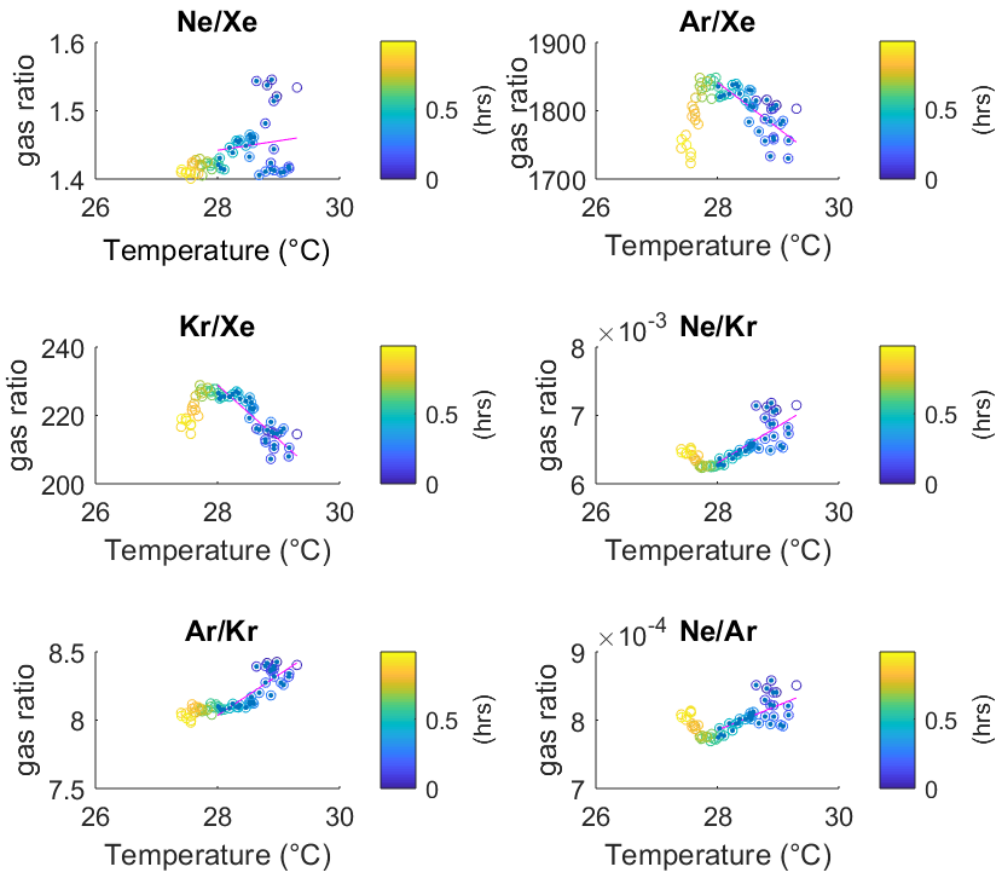 Ne/Xe
gas ratio
1.6
1.5
1.4
26 28 30
Temperature (°C)
0.5
0
(hrs)
Ar/Xe
gas ratio
1900
1800
1700
26 28 30
Temperature (°C)
0.5
0
(hrs)
Kr/Xe
gas ratio
240
220
200
26 28 30
Temperature (°C)
0.5
0
(hrs)
×10⁻³ Ne/Kr
gas ratio
8
7
6
26 28 30
Temperature (°C)
0.5
0
(hrs)
Ar/Kr
gas ratio
8.5
8
7.5
26 28 30
Temperature (°C)
0.5
0
(hrs)
×10⁻⁴ Ne/Ar
gas ratio
9
8
7
26 28 30
Temperature (°C)
0.5
0
(hrs)